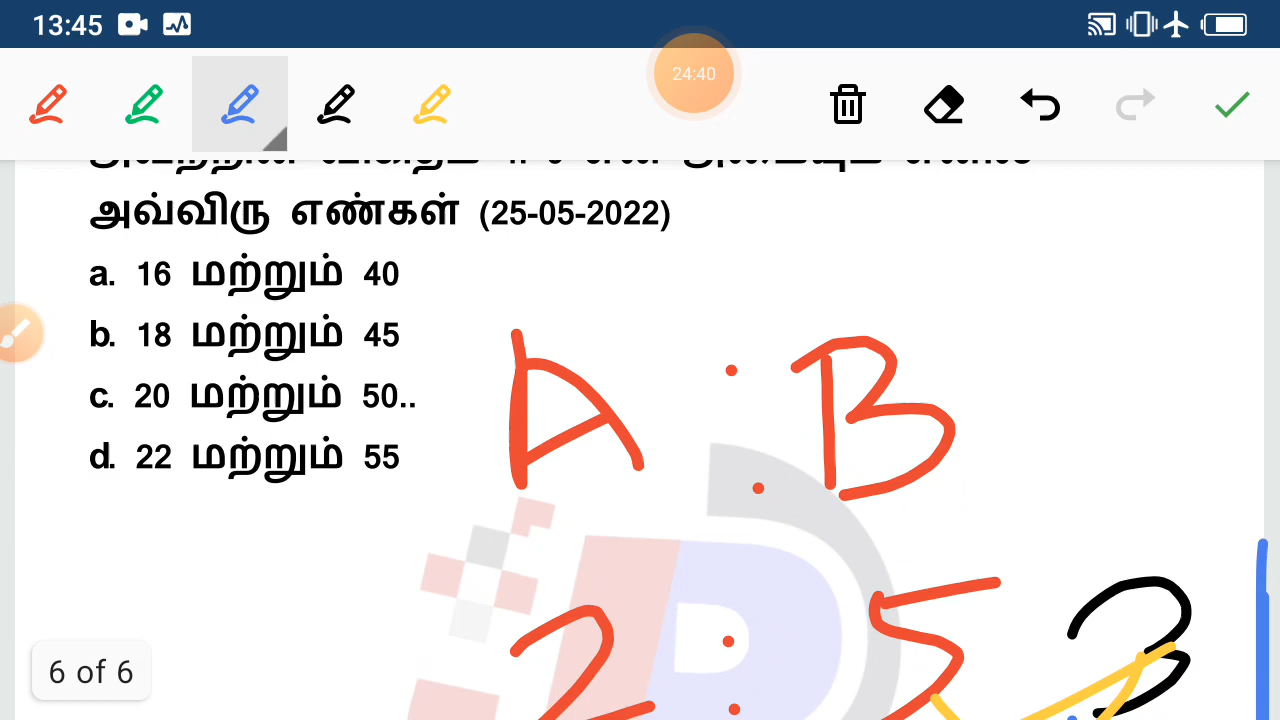 13:45
24:40
அவ்விரு எண்கள் (25-05-2022)
a. 16 மற்றும் 40
b. 18 மற்றும் 45
c. 20 மற்றும் 50..
d. 22 மற்றும் 55
A : B
2 : 5 3
6 of 6